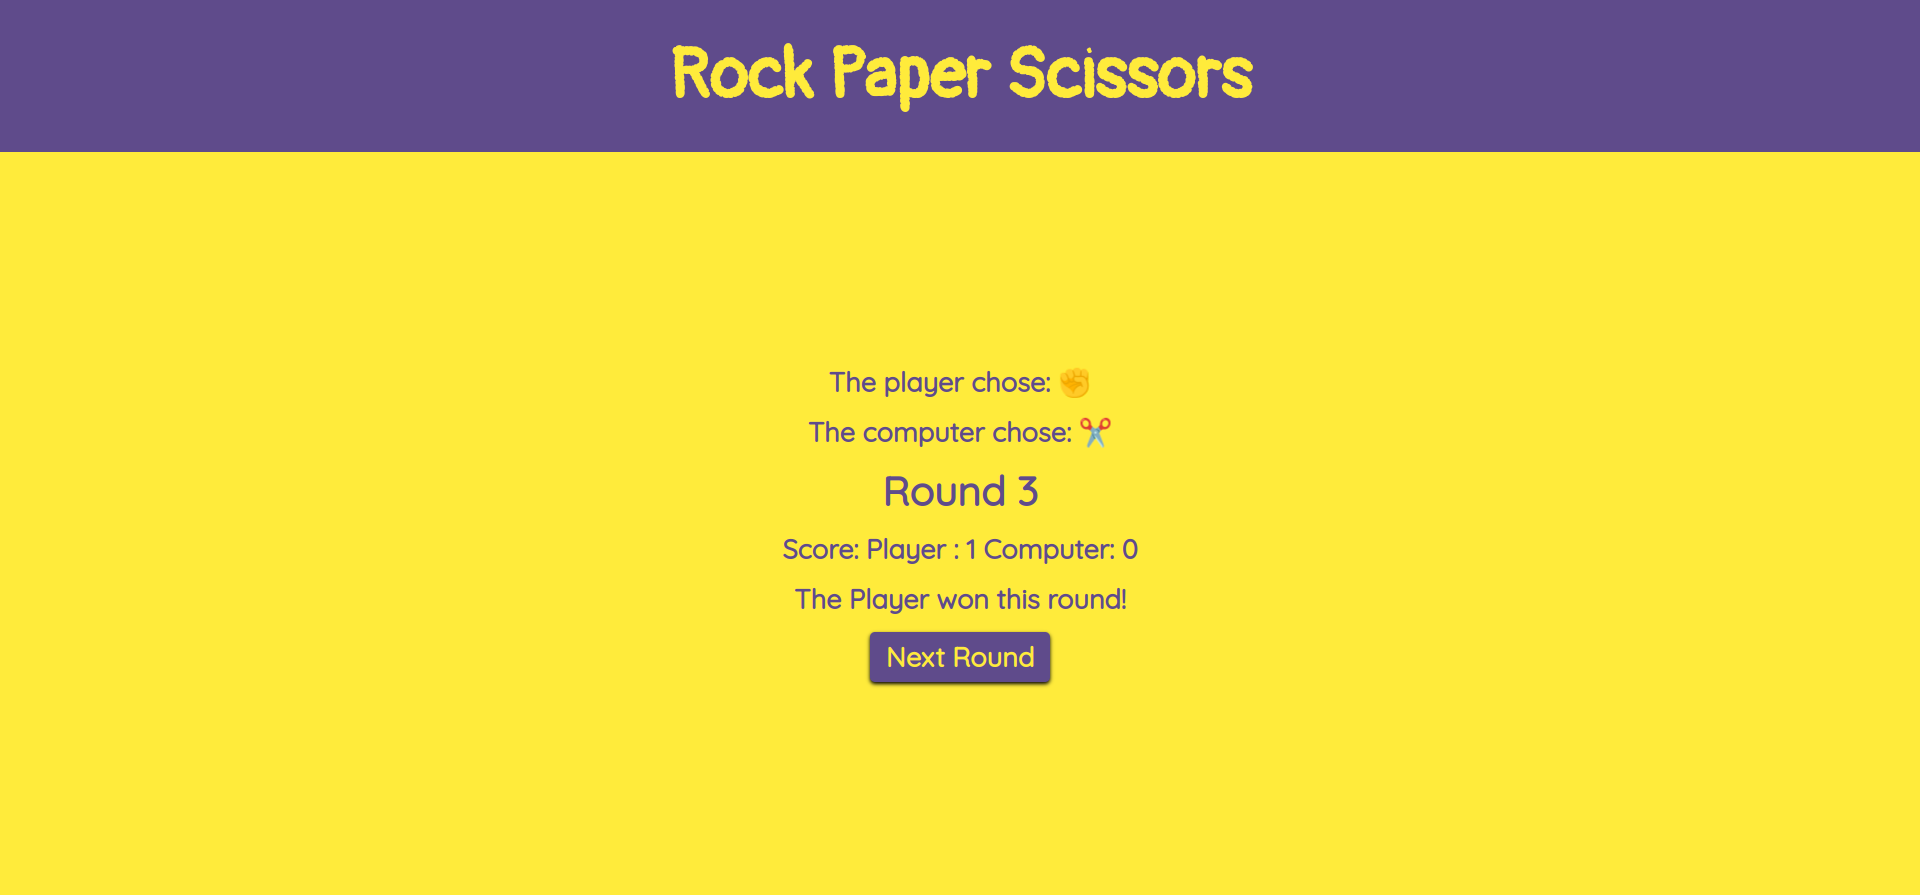 Rock Paper Scissors
The player chose: ✊
The computer chose: ✂️
Round 3
Score: Player : 1 Computer: 0
The Player won this round!
Next Round